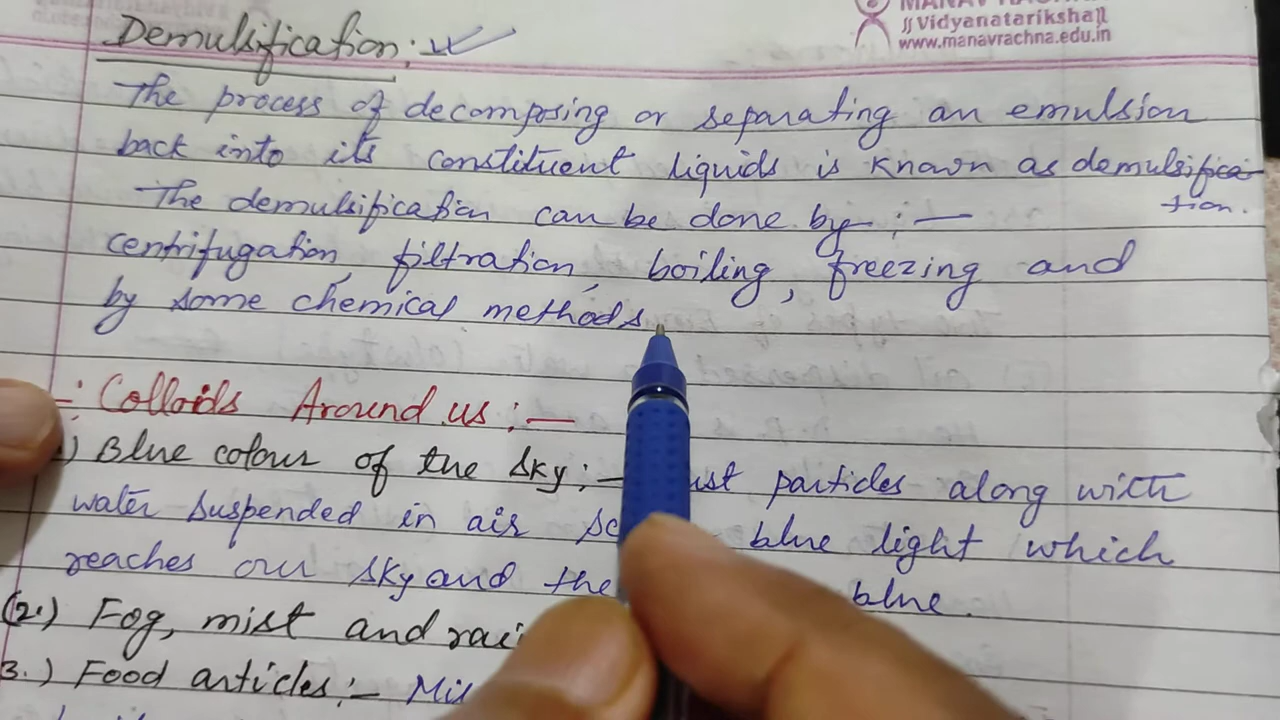 MANAV RACHNA
|| Vidyanatariksha ||
www.manavrachna.edu.in
Demulsification :
The process of decomposing or separating an emulsion
back into its constituent liquids is known as demulsifica-
tion.
The demulsification can be done by : —
centrifugation, filtration, boiling, freezing and
by some chemical methods.
:- Colloids Around us : —
) Blue colour of the Sky : — particles along with
water suspended in air blue light which
reaches our sky and blue.
(2.) Fog, mist and
3.) Food articles : —